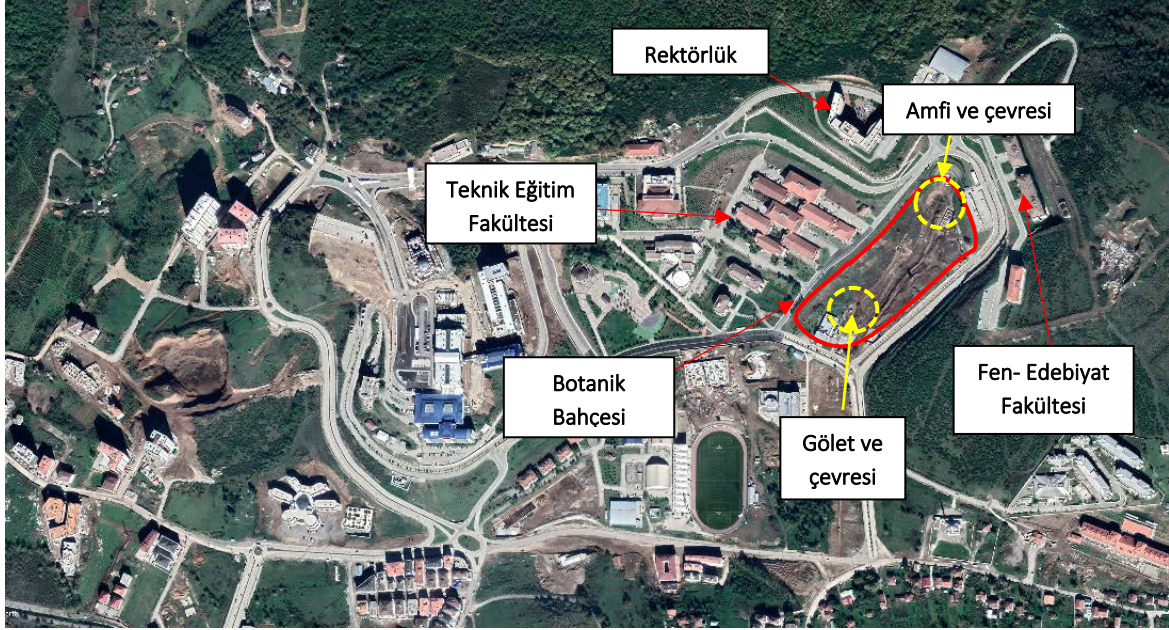 Rektörlük
Amfi ve çevresi
Teknik Eğitim
Fakültesi
Botanik
Bahçesi
Fen- Edebiyat
Fakültesi
Gölet ve
çevresi